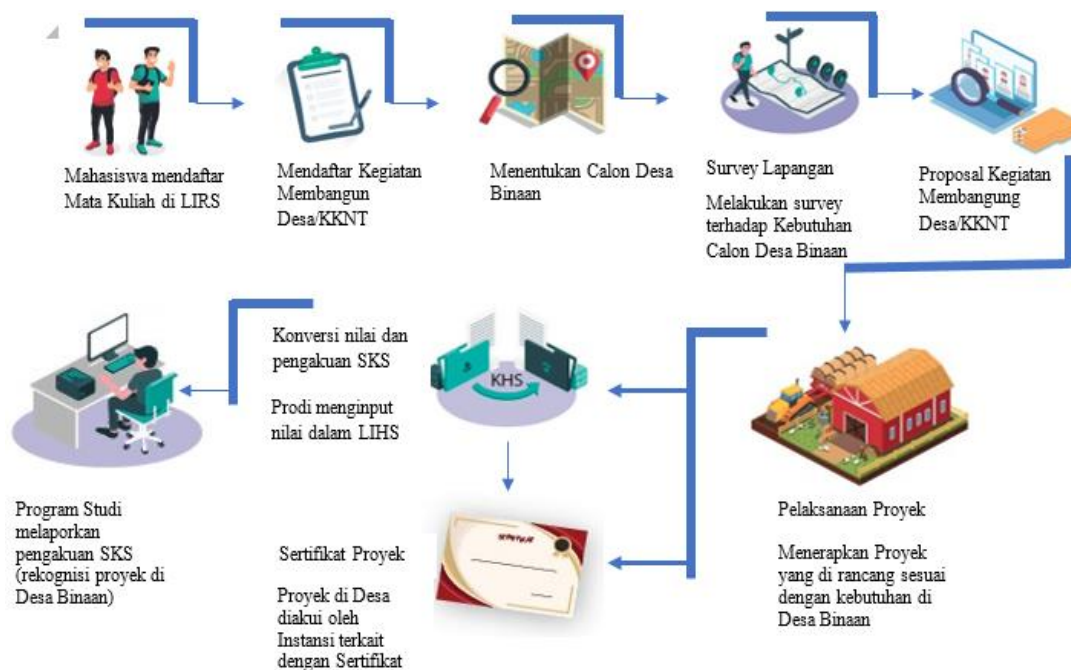 Mahasiswa mendaftar
Mata Kuliah di LIRS
Mendaftar Kegiatan
Membangun
Desa/KKNT
Menentukan Calon Desa
Binaan
Survey Lapangan
Melakukan survey
terhadap Kebutuhan
Calon Desa Binaan
Proposal Kegiatan
Membangung
Desa/KKNT
Konversi nilai dan
pengakuan SKS
Prodi menginput
nilai dalam LIHS
KHS
Program Studi
melaporkan
pengakuan SKS
(rekognisi proyek di
Desa Binaan)
Sertifikat Proyek
Proyek di Desa
diakui oleh
Instansi terkait
dengan Sertifikat
Pelaksanaan Proyek
Menerapkan Proyek
yang di rancang sesuai
dengan kebutuhan di
Desa Binaan